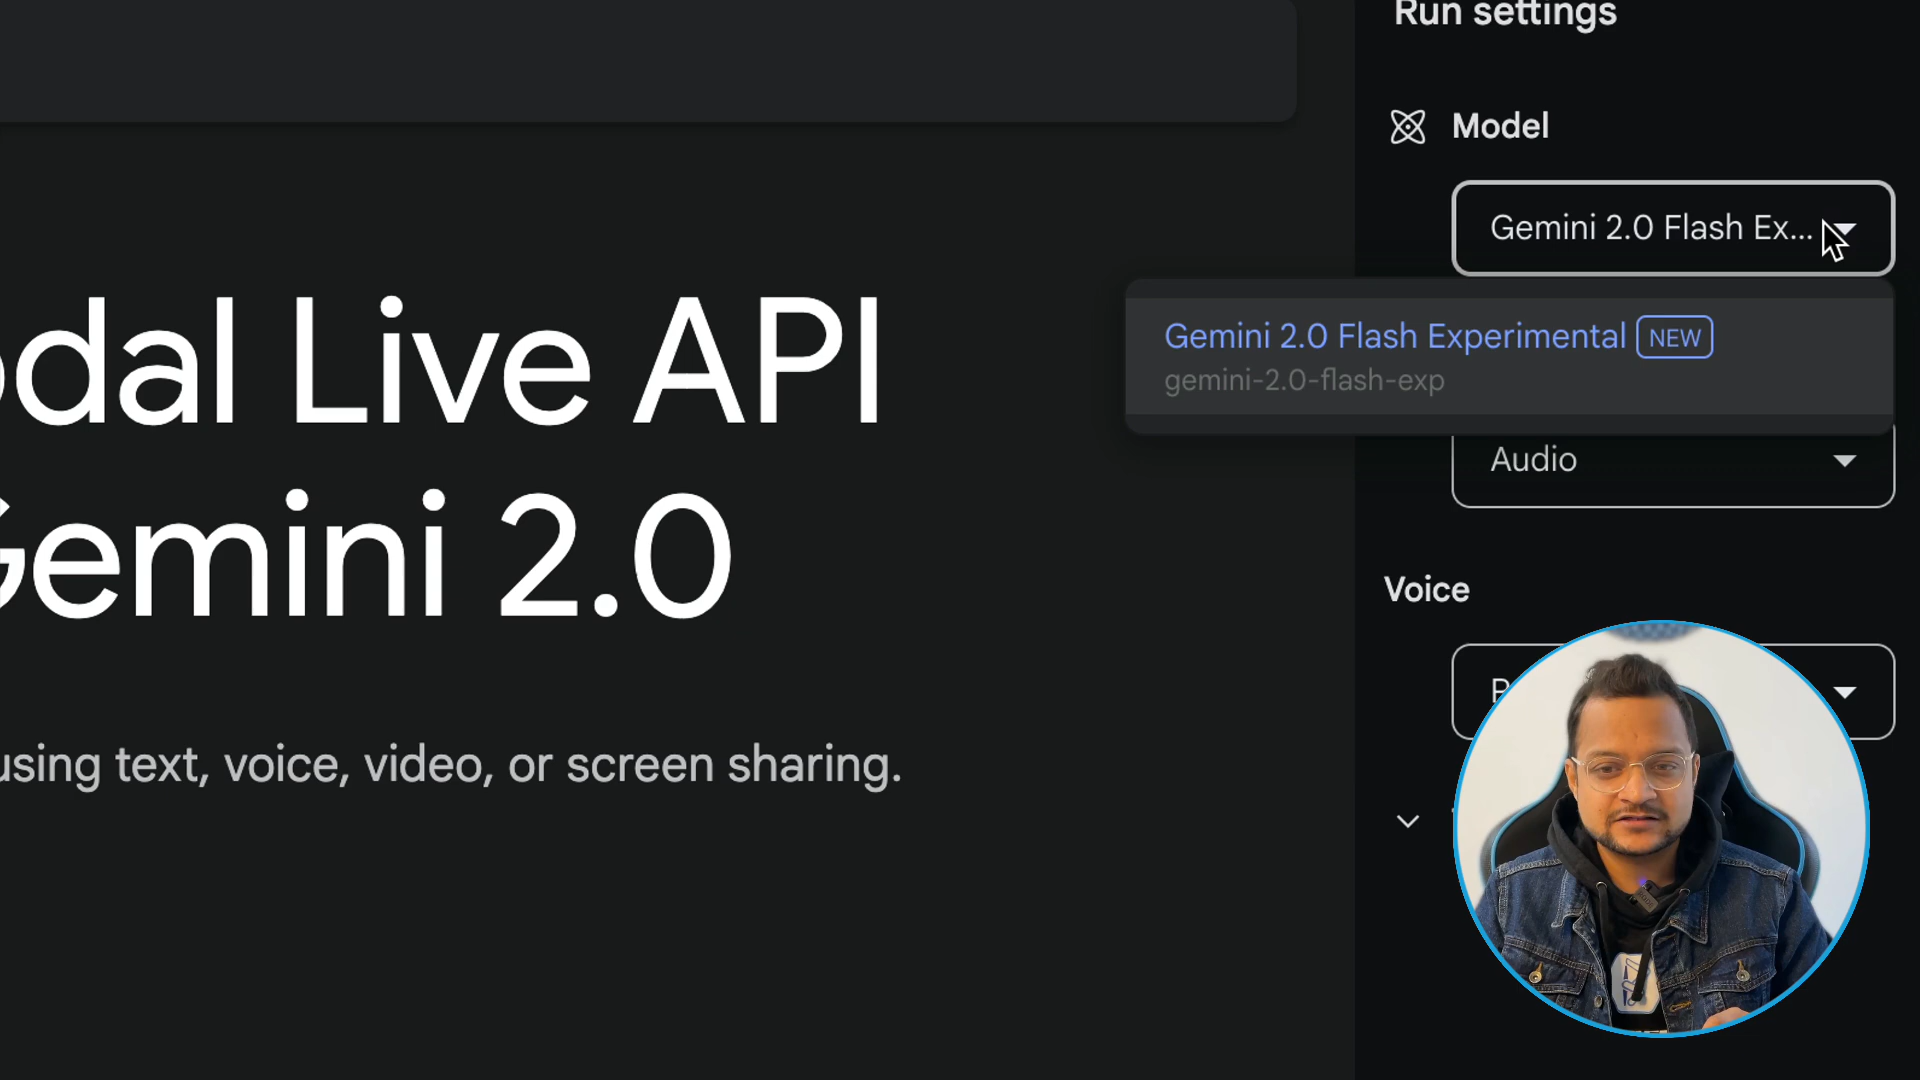 Run settings
Model
Gemini 2.0 Flash Ex...
Gemini 2.0 Flash Experimental NEW
gemini-2.0-flash-exp
Audio
Voice
odal Live API
Gemini 2.0
using text, voice, video, or screen sharing.